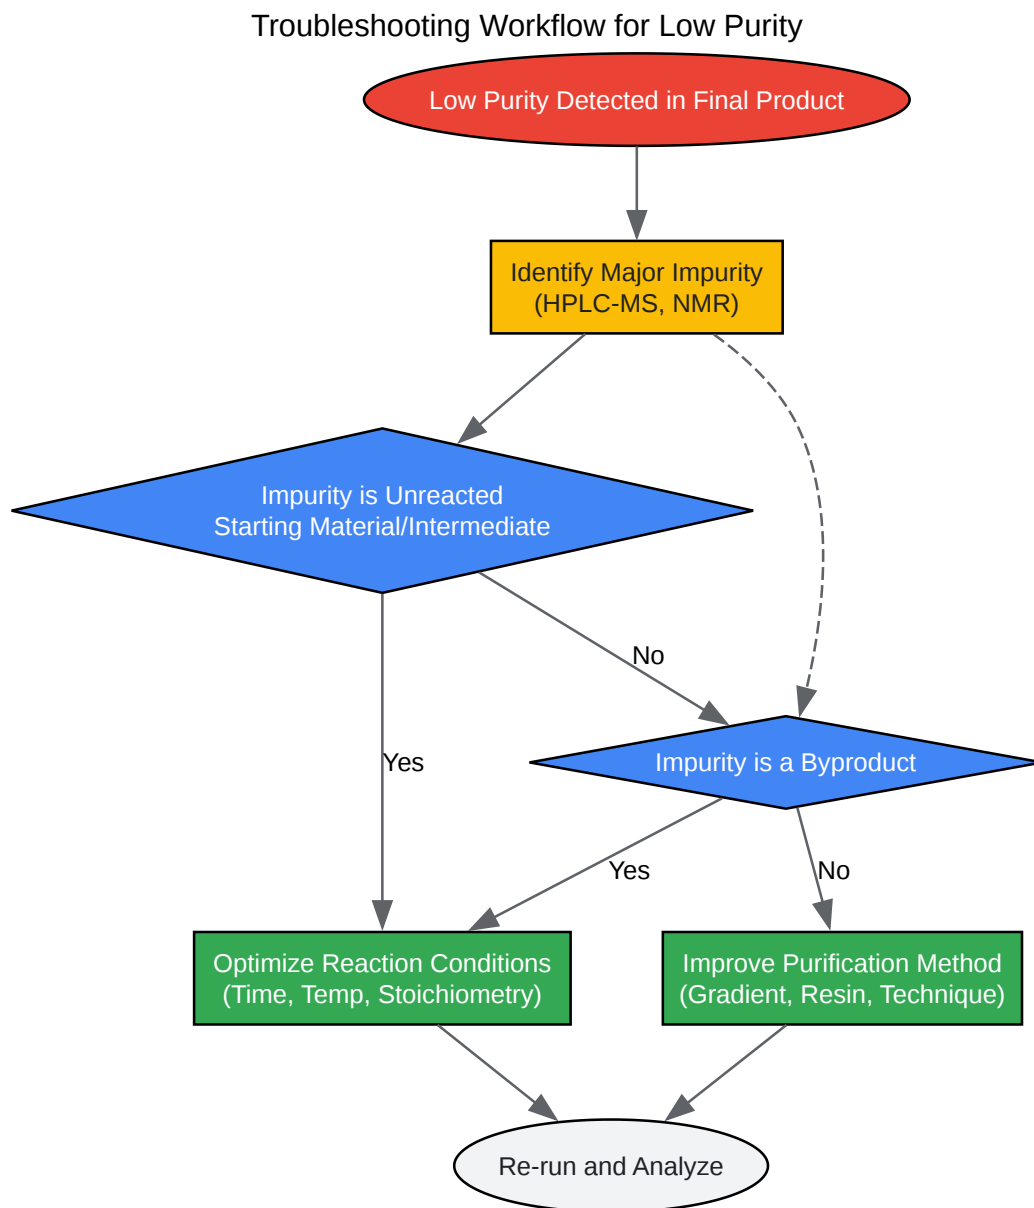 Troubleshooting Workflow for Low Purity
Low Purity Detected in Final Product
Identify Major Impurity
(HPLC-MS, NMR)
Impurity is Unreacted
Starting Material/Intermediate
No
Yes
Impurity is a Byproduct
Yes
No
Optimize Reaction Conditions
(Time, Temp, Stoichiometry)
Improve Purification Method
(Gradient, Resin, Technique)
Re-run and Analyze